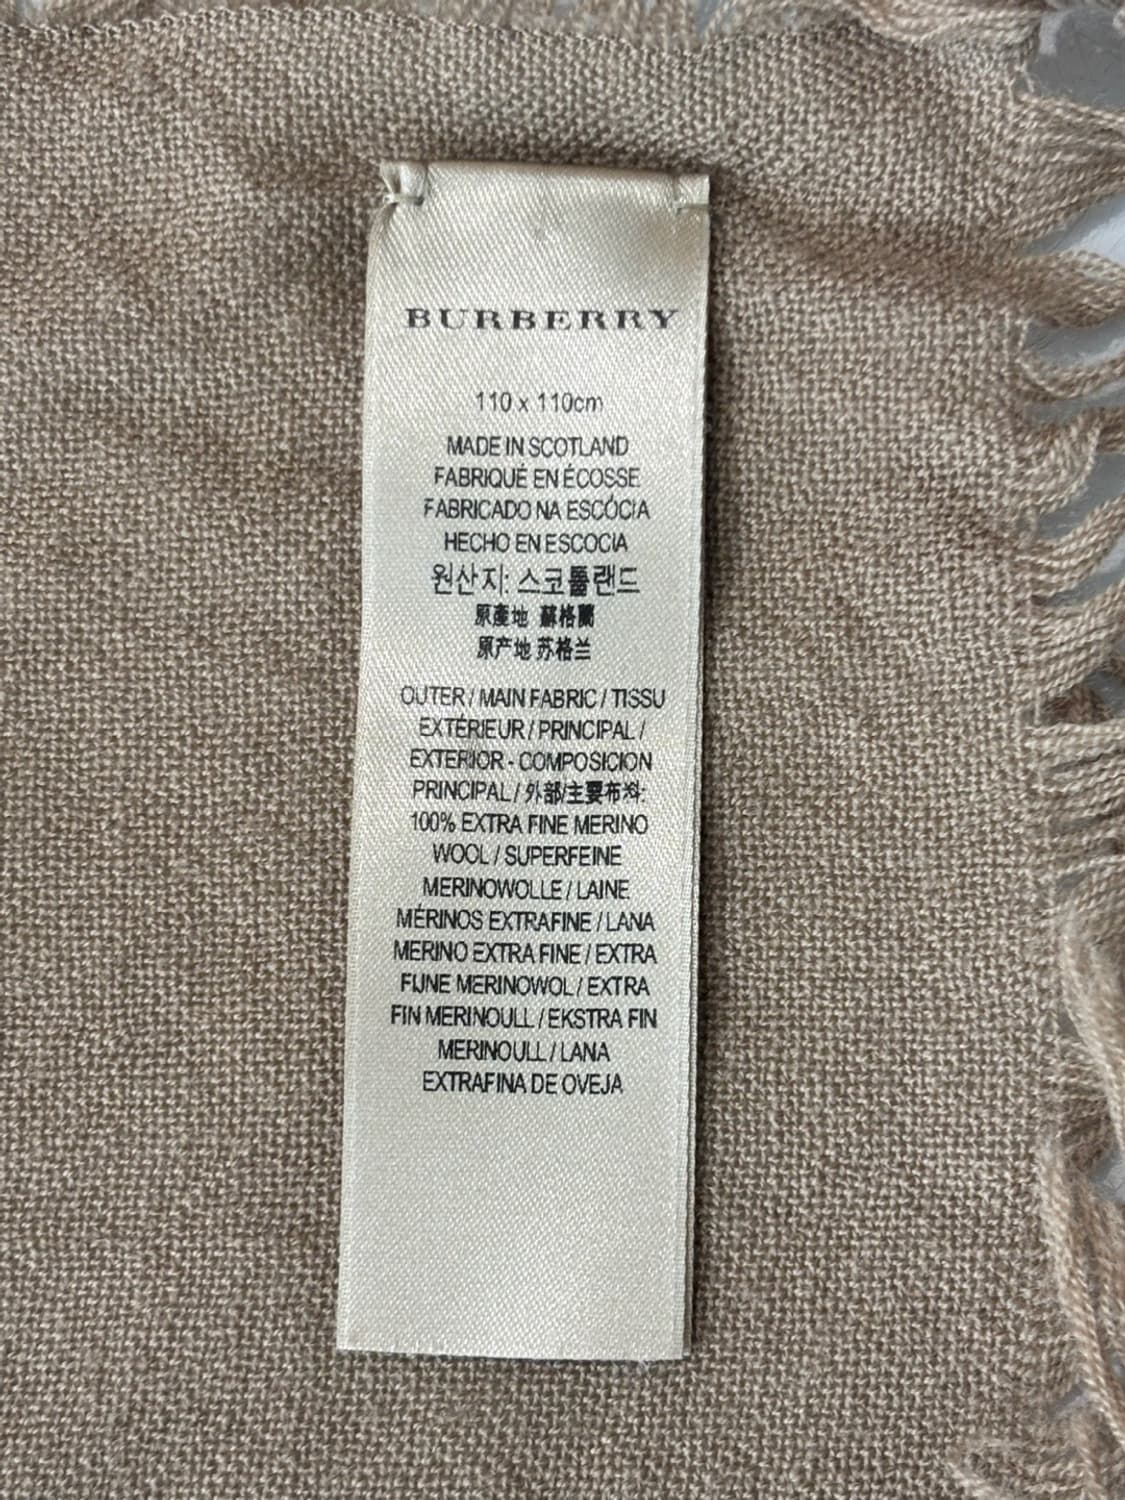 BURBERRY
110 x 110cm
MADE IN SCOTLAND
FABRIQUÉ EN ÉCOSSE
FABRICADO NA ESCÓCIA
HECHO EN ESCOCIA
원산지: 스코틀랜드
原產地 蘇格蘭
原产地 苏格兰
OUTER / MAIN FABRIC / TISSU
EXTÉRIEUR / PRINCIPAL /
EXTERIOR - COMPOSICION
PRINCIPAL / 外部/主要布料:
100% EXTRA FINE MERINO
WOOL / SUPERFEINE
MERINOWOLLE / LAINE
MÉRINOS EXTRAFINE / LANA
MERINO EXTRA FINE / EXTRA
FIJNE MERINOWOL / EXTRA
FIN MERINOULL / EKSTRA FIN
MERINOULL / LANA
EXTRAFINA DE OVEJA